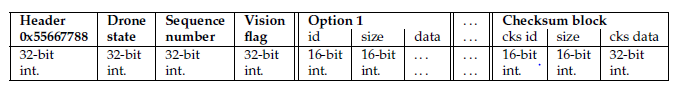 Header Drone Sequence Vision Option 1 ... Checksum block
0x55667788 state number flag id size data ... cks id size cks data
32-bit 32-bit 32-bit 32-bit 16-bit 16-bit ... ... 16-bit 16-bit 32-bit
int. int. int. int. int. int. ... ... int. int. int.